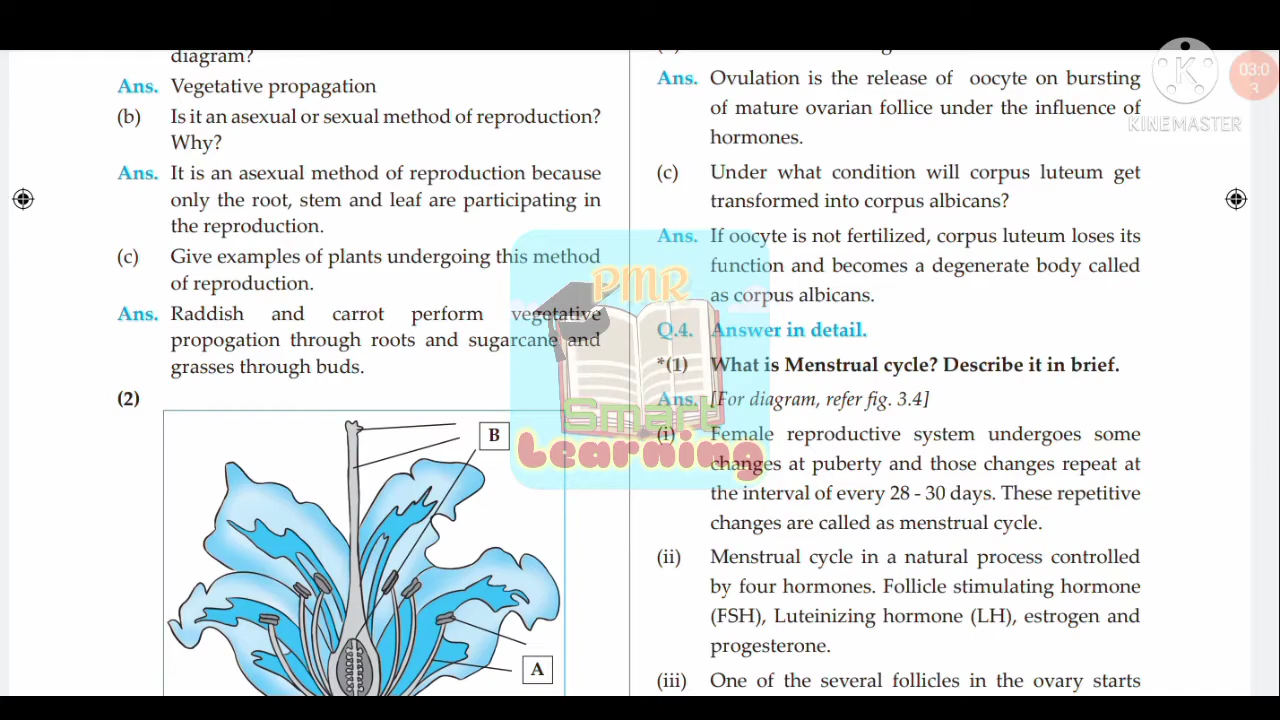 diagram?
Ans. Vegetative propagation
(b) Is it an asexual or sexual method of reproduction?
Why?
Ans. It is an asexual method of reproduction because
only the root, stem and leaf are participating in
the reproduction.
(c) Give examples of plants undergoing this method
of reproduction.
Ans. Raddish and carrot perform vegetative
propogation through roots and sugarcane and
grasses through buds.
(2)
B
A
Ans. Ovulation is the release of oocyte on bursting
of mature ovarian follice under the influence of
hormones.
(c) Under what condition will corpus luteum get
transformed into corpus albicans?
Ans. If oocyte is not fertilized, corpus luteum loses its
function and becomes a degenerate body called
as corpus albicans.
Q.4. Answer in detail.
*(1) What is Menstrual cycle? Describe it in brief.
Ans. [For diagram, refer fig. 3.4]
(i) Female reproductive system undergoes some
changes at puberty and those changes repeat at
the interval of every 28 - 30 days. These repetitive
changes are called as menstrual cycle.
(ii) Menstrual cycle in a natural process controlled
by four hormones. Follicle stimulating hormone
(FSH), Luteinizing hormone (LH), estrogen and
progesterone.
(iii) One of the several follicles in the ovary starts
PMR
Smart
Learning
K
KINEMASTER
03:0
3